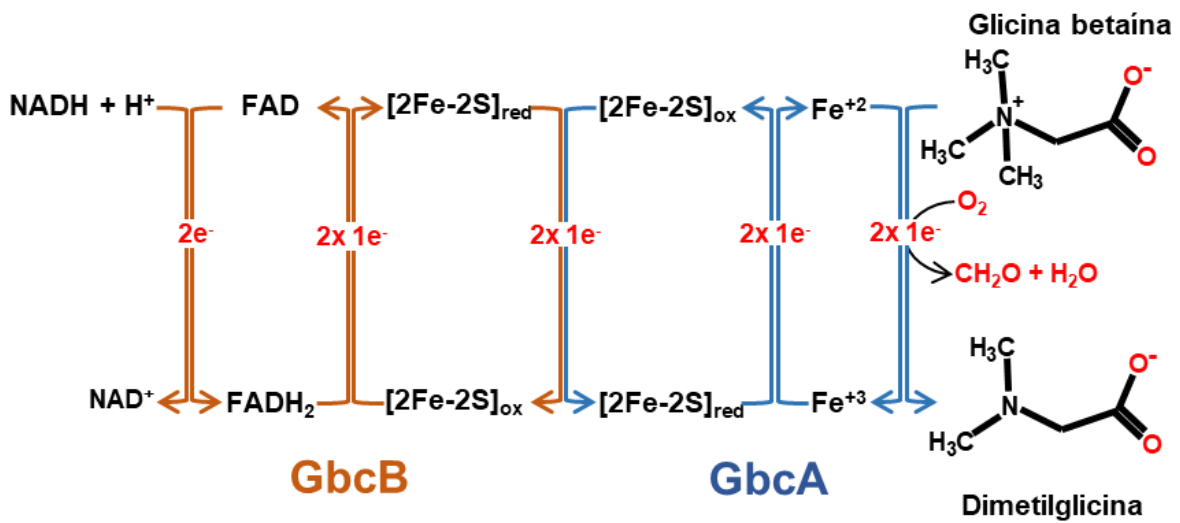 Glicina betaína
H₃C
O⁻
NADH + H⁺ FAD [2Fe-2S]red [2Fe-2S]ox Fe⁺² N⁺
H₃C
O
CH₃
O₂
2e⁻ 2x 1e⁻ 2x 1e⁻ 2x 1e⁻ 2x 1e⁻
CH₂O + H₂O
H₃C
O⁻
NAD⁺ FADH₂ [2Fe-2S]ox [2Fe-2S]red Fe⁺³ N
H₃C
O
GbcB GbcA
Dimetilglicina